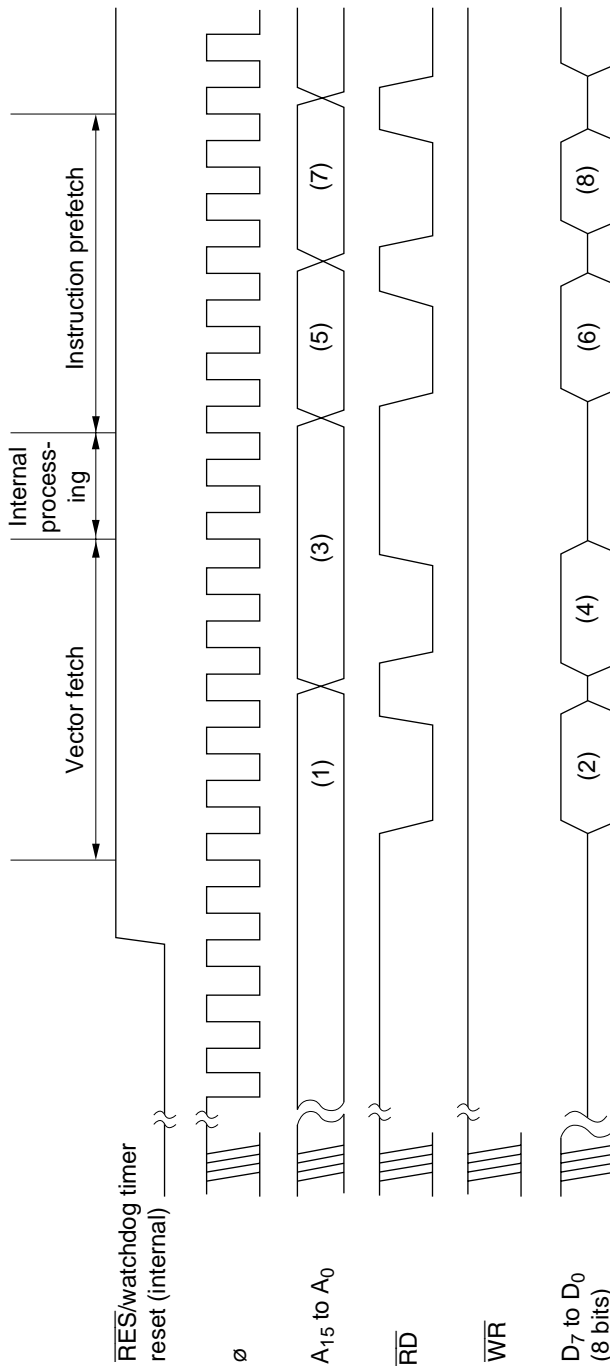 Vector fetch
Internal
process-
ing
Instruction prefetch
RES/watchdog timer
reset (internal)
ø
A15 to A0
(1)
(3)
(5)
(7)
RD
WR
D7 to D0
(8 bits)
(2)
(4)
(6)
(8)